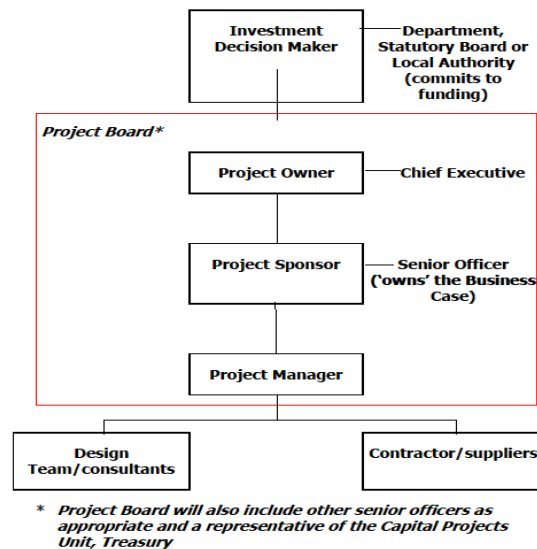 Investment
Decision Maker
Department,
Statutory Board or
Local Authority
(commits to
funding)
Project Board*
Project Owner
Chief Executive
Project Sponsor
Senior Officer
('owns' the Business
Case)
Project Manager
Design
Team/consultants
Contractor/suppliers
* Project Board will also include other senior officers as
appropriate and a representative of the Capital Projects
Unit, Treasury